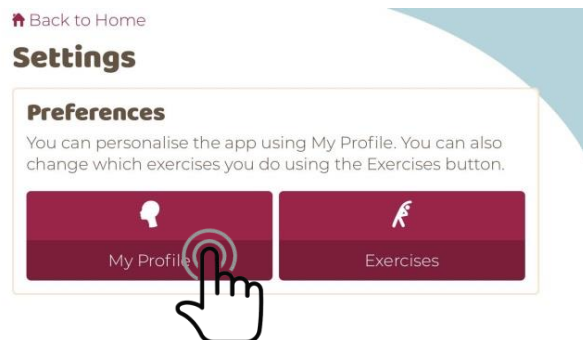 Back to Home
Settings
Preferences
You can personalise the app using My Profile. You can also
change which exercises you do using the Exercises button.
My Profile
Exercises